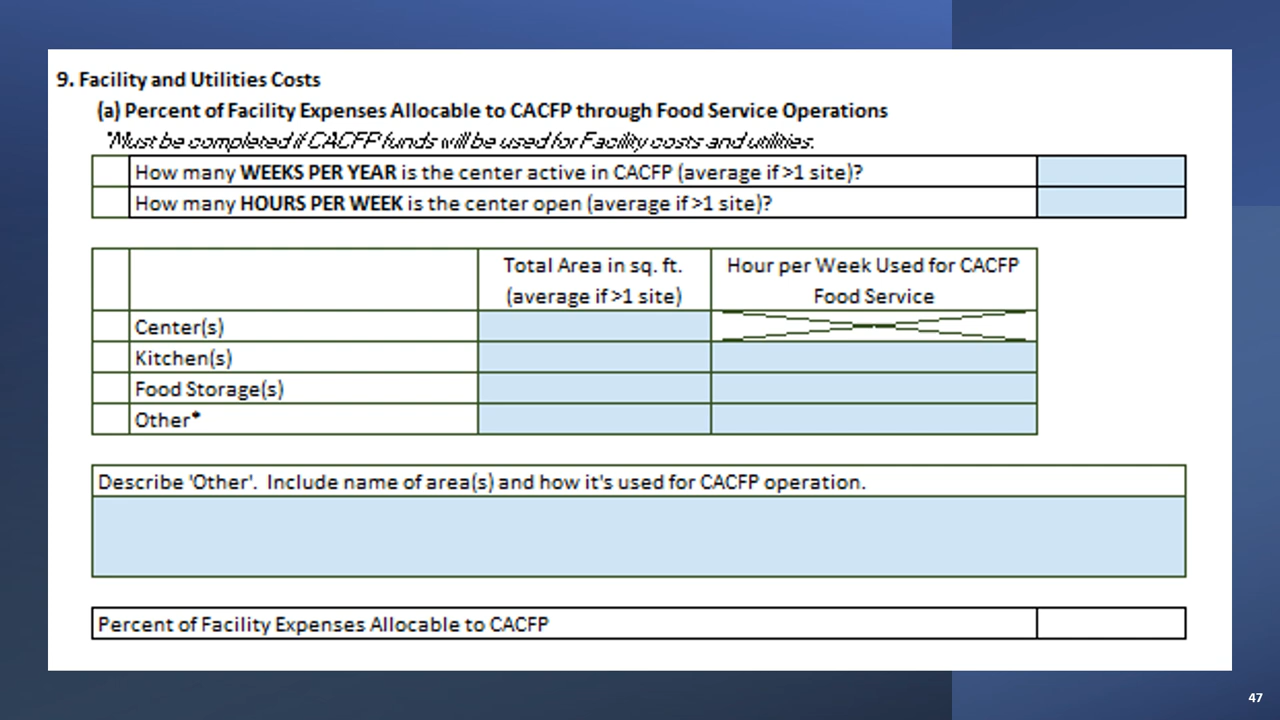 9. Facility and Utilities Costs
(a) Percent of Facility Expenses Allocable to CACFP through Food Service Operations
*Must be completed if CACFP funds will be used for Facility costs and utilities.
How many WEEKS PER YEAR is the center active in CACFP (average if >1 site)?
How many HOURS PER WEEK is the center open (average if >1 site)?
Total Area in sq. ft.
(average if >1 site)
Hour per Week Used for CACFP
Food Service
Center(s)
Kitchen(s)
Food Storage(s)
Other*
Describe 'Other'. Include name of area(s) and how it's used for CACFP operation.
Percent of Facility Expenses Allocable to CACFP
47